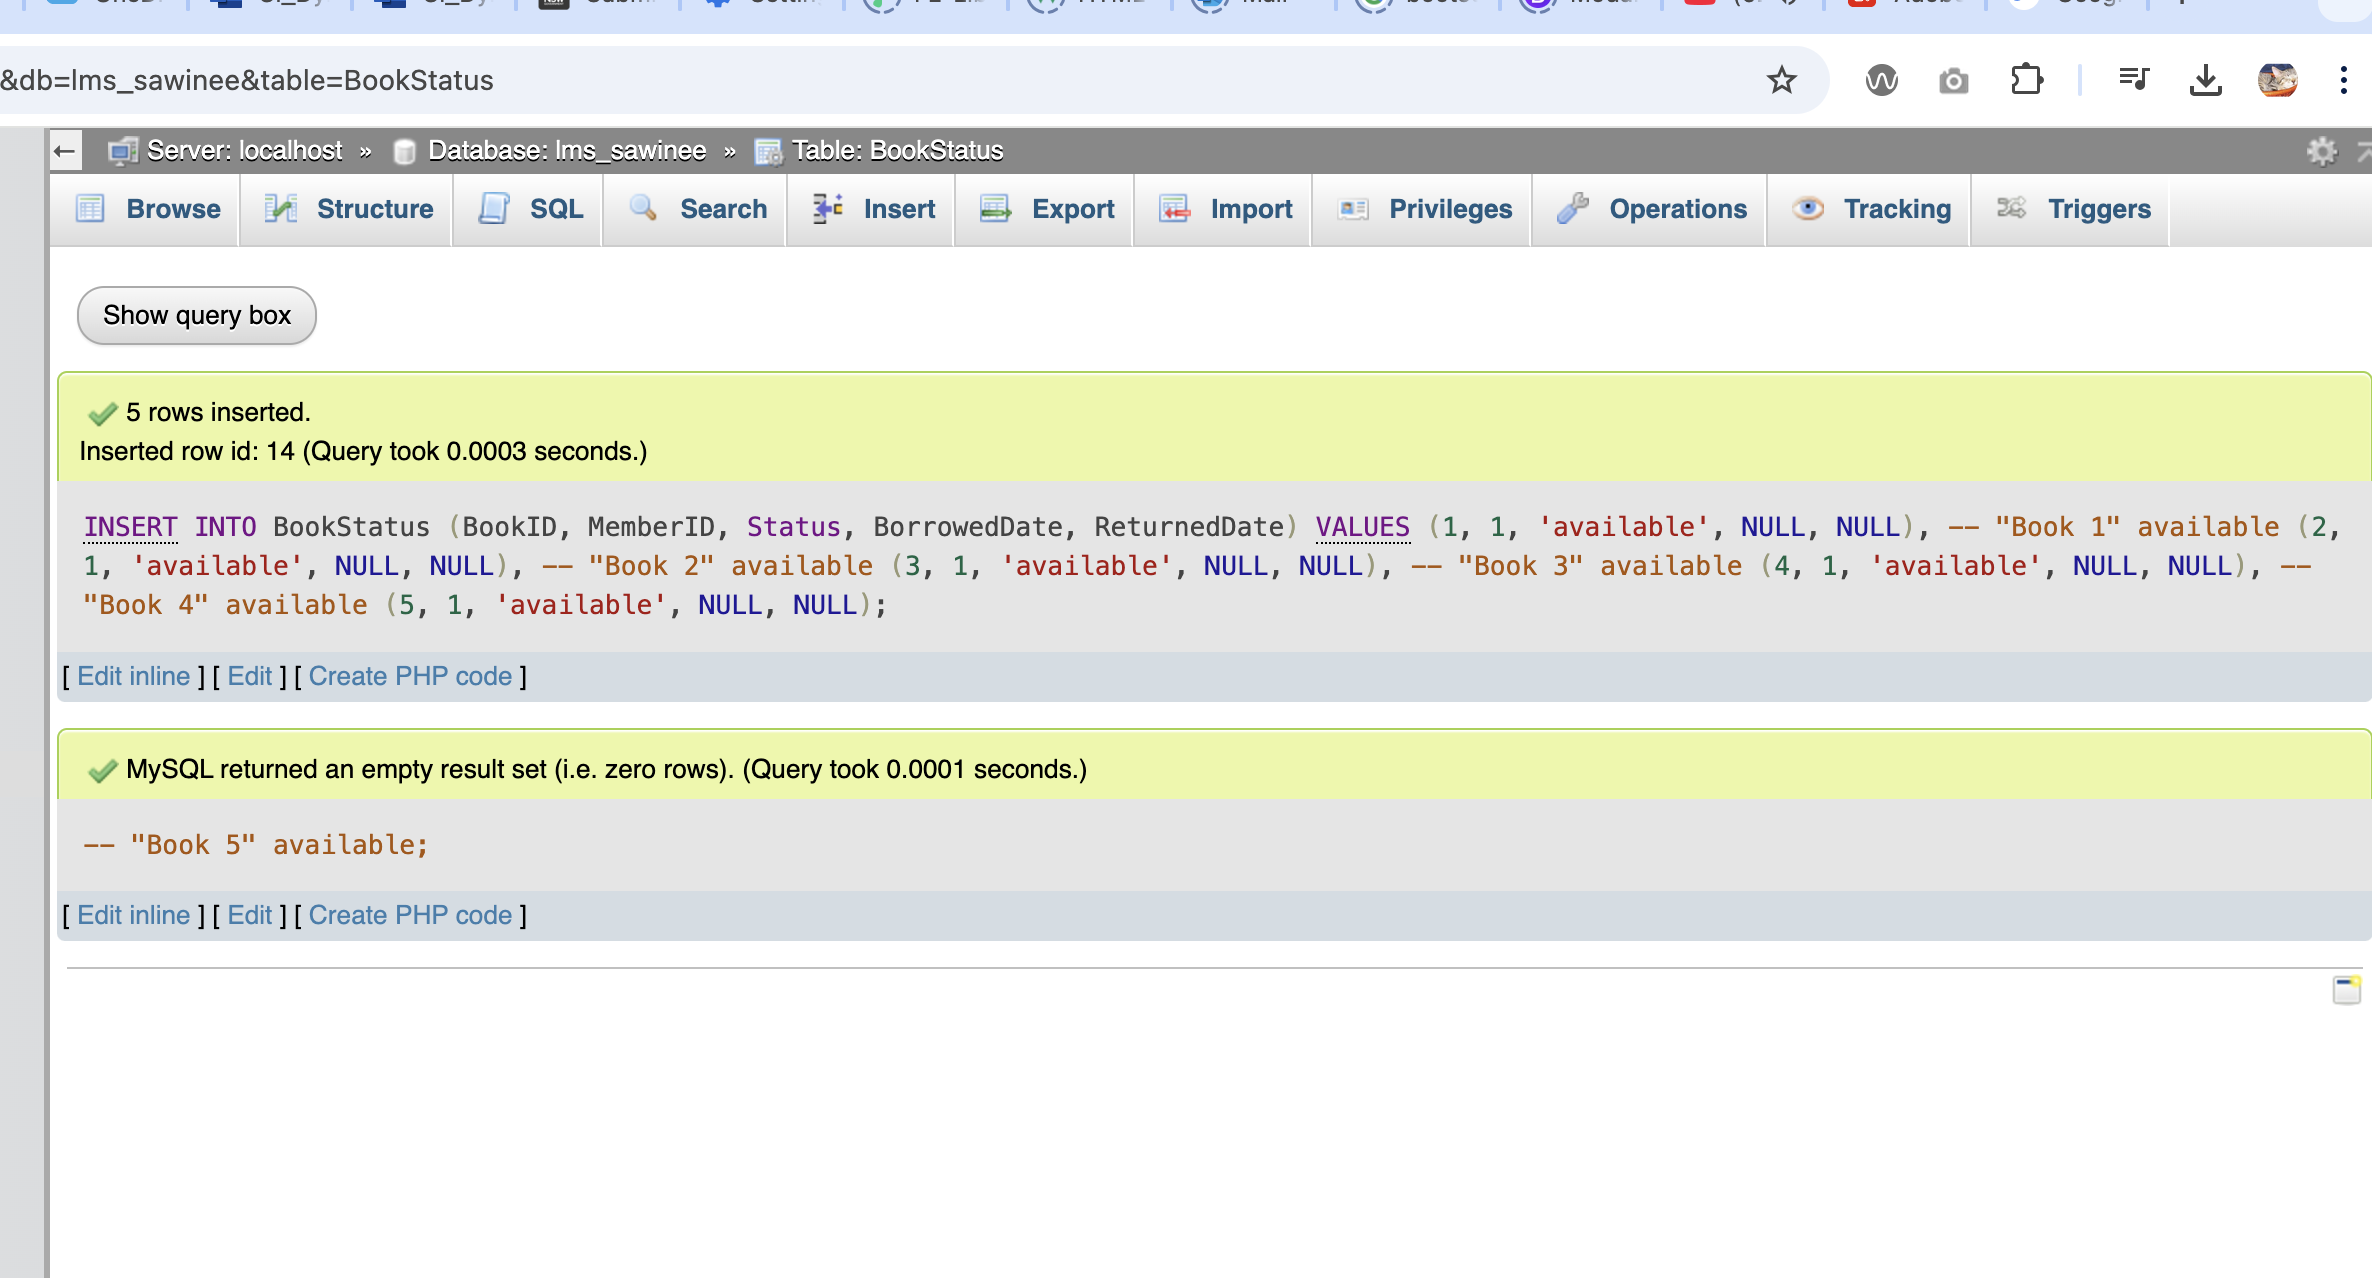 &db=lms_sawinee&table=BookStatus
Server: localhost » Database: lms_sawinee » Table: BookStatus
Browse Structure SQL Search Insert Export Import Privileges Operations Tracking Triggers
Show query box
5 rows inserted.
Inserted row id: 14 (Query took 0.0003 seconds.)
INSERT INTO BookStatus (BookID, MemberID, Status, BorrowedDate, ReturnedDate) VALUES (1, 1, 'available', NULL, NULL), -- "Book 1" available (2,
1, 'available', NULL, NULL), -- "Book 2" available (3, 1, 'available', NULL, NULL), -- "Book 3" available (4, 1, 'available', NULL, NULL), --
"Book 4" available (5, 1, 'available', NULL, NULL);
[ Edit inline ] [ Edit ] [ Create PHP code ]
MySQL returned an empty result set (i.e. zero rows). (Query took 0.0001 seconds.)
-- "Book 5" available;
[ Edit inline ] [ Edit ] [ Create PHP code ]